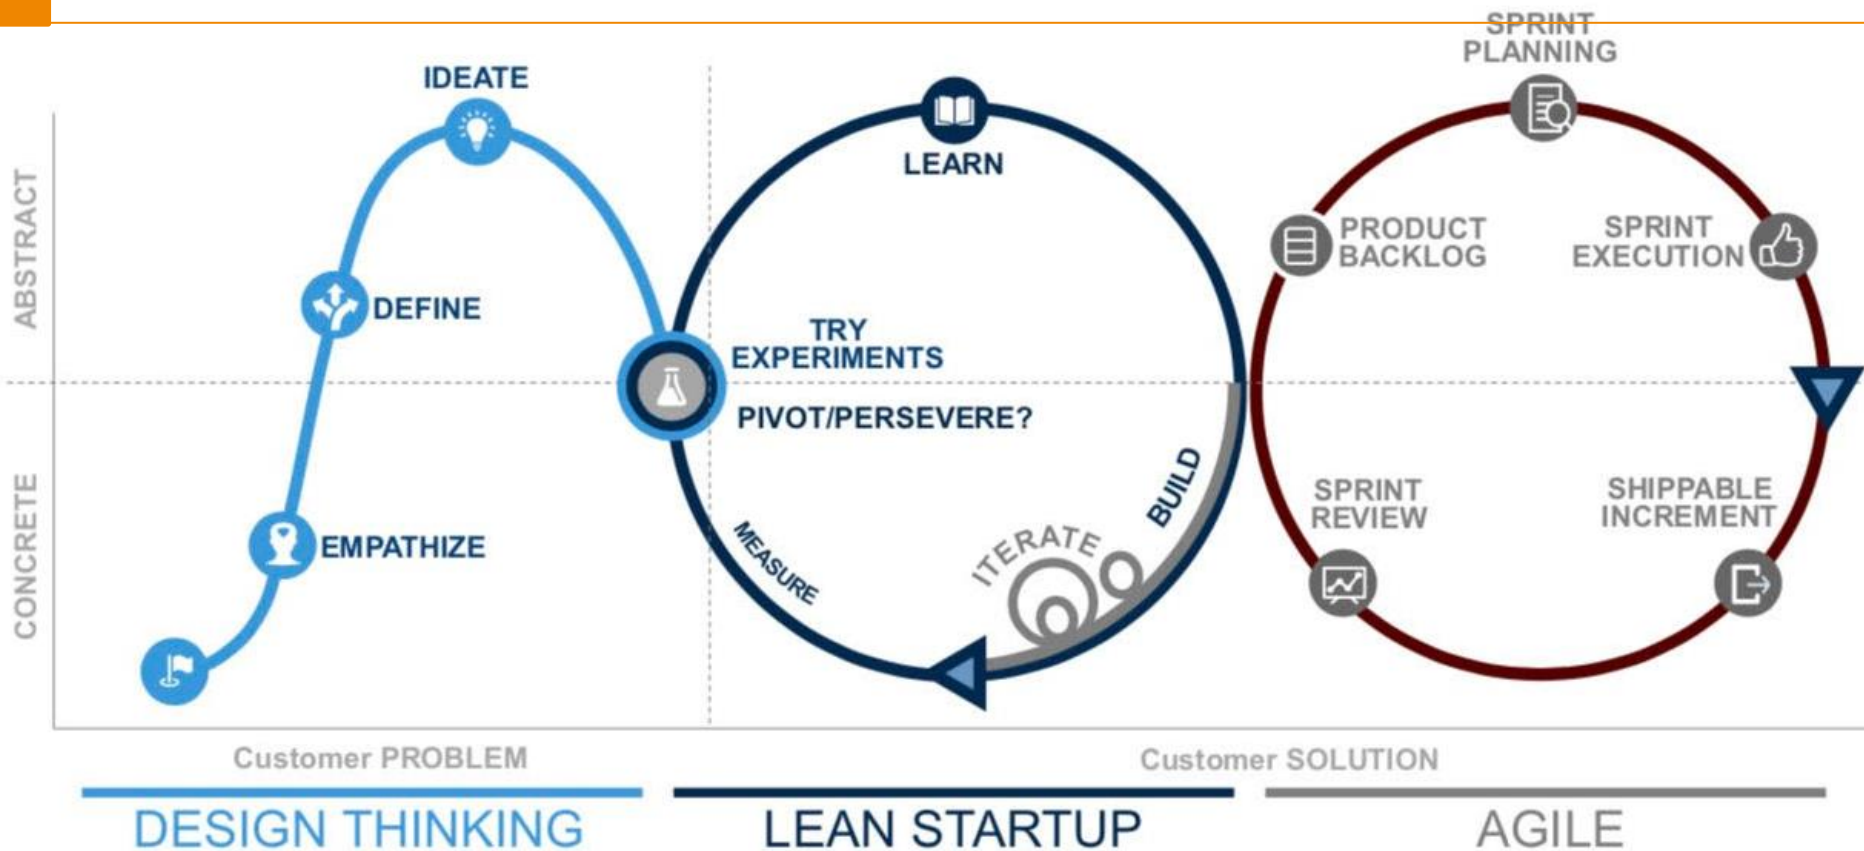 ABSTRACT
CONCRETE
IDEATE
DEFINE
EMPATHIZE
LEARN
TRY
EXPERIMENTS
PIVOT/PERSEVERE?
MEASURE
ITERATE
BUILD
SPRINT
PLANNING
PRODUCT
BACKLOG
SPRINT
EXECUTION
SPRINT
REVIEW
SHIPPABLE
INCREMENT
Customer PROBLEM
Customer SOLUTION
DESIGN THINKING
LEAN STARTUP
AGILE